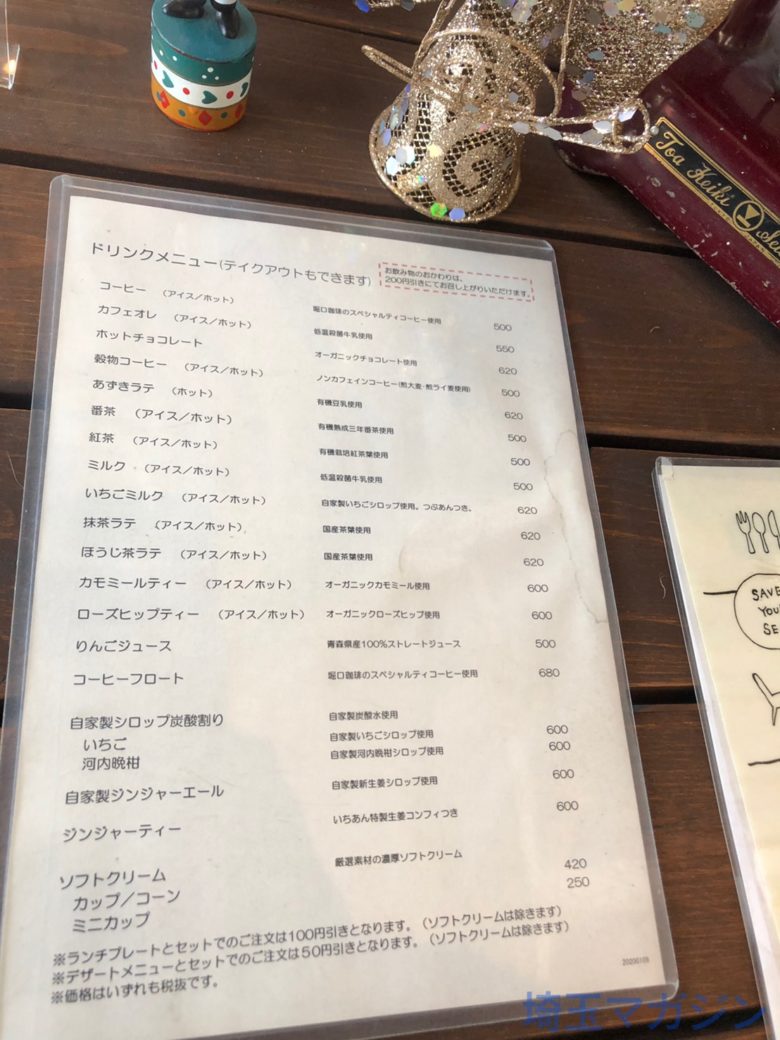 Toa Keiki
ドリンクメニュー(テイクアウトもできます)
お飲み物のおかわりは、
200円引きにてお召し上がりいただけます。
コーヒー (アイス/ホット) 堀口珈琲のスペシャルティコーヒー使用 500
カフェオレ (アイス/ホット) 低温殺菌牛乳使用 550
ホットチョコレート オーガニックチョコレート使用 620
穀物コーヒー (アイス/ホット) ノンカフェインコーヒー(煎大麦・煎ライ麦使用) 500
あずきラテ (ホット) 有機豆乳使用 620
番茶 (アイス/ホット) 有機熟成三年番茶使用 500
紅茶 (アイス/ホット) 有機栽培紅茶葉使用 500
ミルク (アイス/ホット) 低温殺菌牛乳使用 500
いちごミルク (アイス/ホット) 自家製いちごシロップ使用。つぶあんつき。 620
抹茶ラテ (アイス/ホット) 国産茶葉使用 620
ほうじ茶ラテ (アイス/ホット) 国産茶葉使用 620
カモミールティー (アイス/ホット) オーガニックカモミール使用 600
ローズヒップティー (アイス/ホット) オーガニックローズヒップ使用 600
りんごジュース 青森県産100%ストレートジュース 500
コーヒーフロート 堀口珈琲のスペシャルティコーヒー使用 680
自家製シロップ炭酸割り 自家製炭酸水使用
いちご 自家製いちごシロップ使用 600
河内晩柑 自家製河内晩柑シロップ使用 600
自家製ジンジャーエール 自家製新生姜シロップ使用 600
ジンジャーティー いちあん特製生姜コンフィつき 600
ソフトクリーム 厳選素材の濃厚ソフトクリーム
カップ/コーン 420
ミニカップ 250
※ランチプレートとセットでのご注文は100円引きとなります。(ソフトクリームは除きます)
※デザートメニューとセットでのご注文は50円引きとなります。(ソフトクリームは除きます)
※価格はいずれも税抜です。
20200109
SAVE
YOU
SE
埼玉マガジン